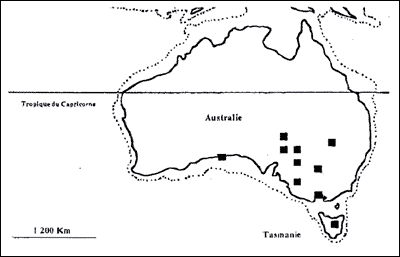 Tropique du Capricorne
Australie
1 200 Km
Tasmanie